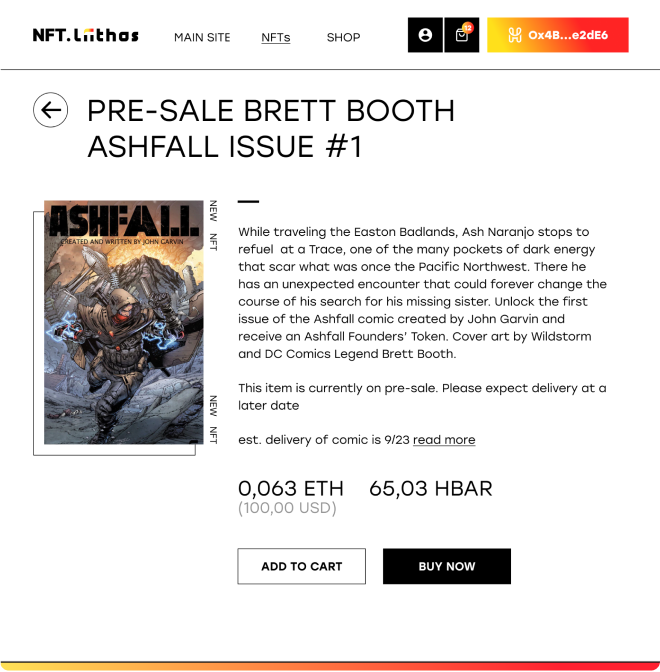 NFT.Liithos
MAIN SITE
NFTs
SHOP
12
0x4B...e2dE6
PRE-SALE BRETT BOOTH
ASHFALL ISSUE #1
ASHFALL
CREATED AND WRITTEN BY JOHN GARVIN
NEW NFT
NEW NFT
While traveling the Easton Badlands, Ash Naranjo stops to
refuel at a Trace, one of the many pockets of dark energy
that scar what was once the Pacific Northwest. There he
has an unexpected encounter that could forever change the
course of his search for his missing sister. Unlock the first
issue of the Ashfall comic created by John Garvin and
receive an Ashfall Founders’ Token. Cover art by Wildstorm
and DC Comics Legend Brett Booth.
This item is currently on pre-sale. Please expect delivery at a
later date
est. delivery of comic is 9/23 read more
0,063 ETH 65,03 HBAR
(100,00 USD)
ADD TO CART
BUY NOW